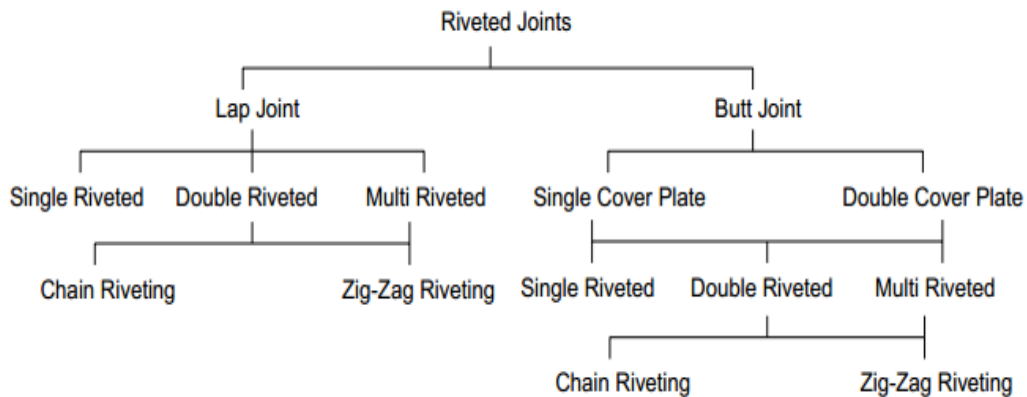 Riveted Joints
Lap Joint
Butt Joint
Single Riveted
Double Riveted
Multi Riveted
Single Cover Plate
Double Cover Plate
Chain Riveting
Zig-Zag Riveting
Single Riveted
Double Riveted
Multi Riveted
Chain Riveting
Zig-Zag Riveting